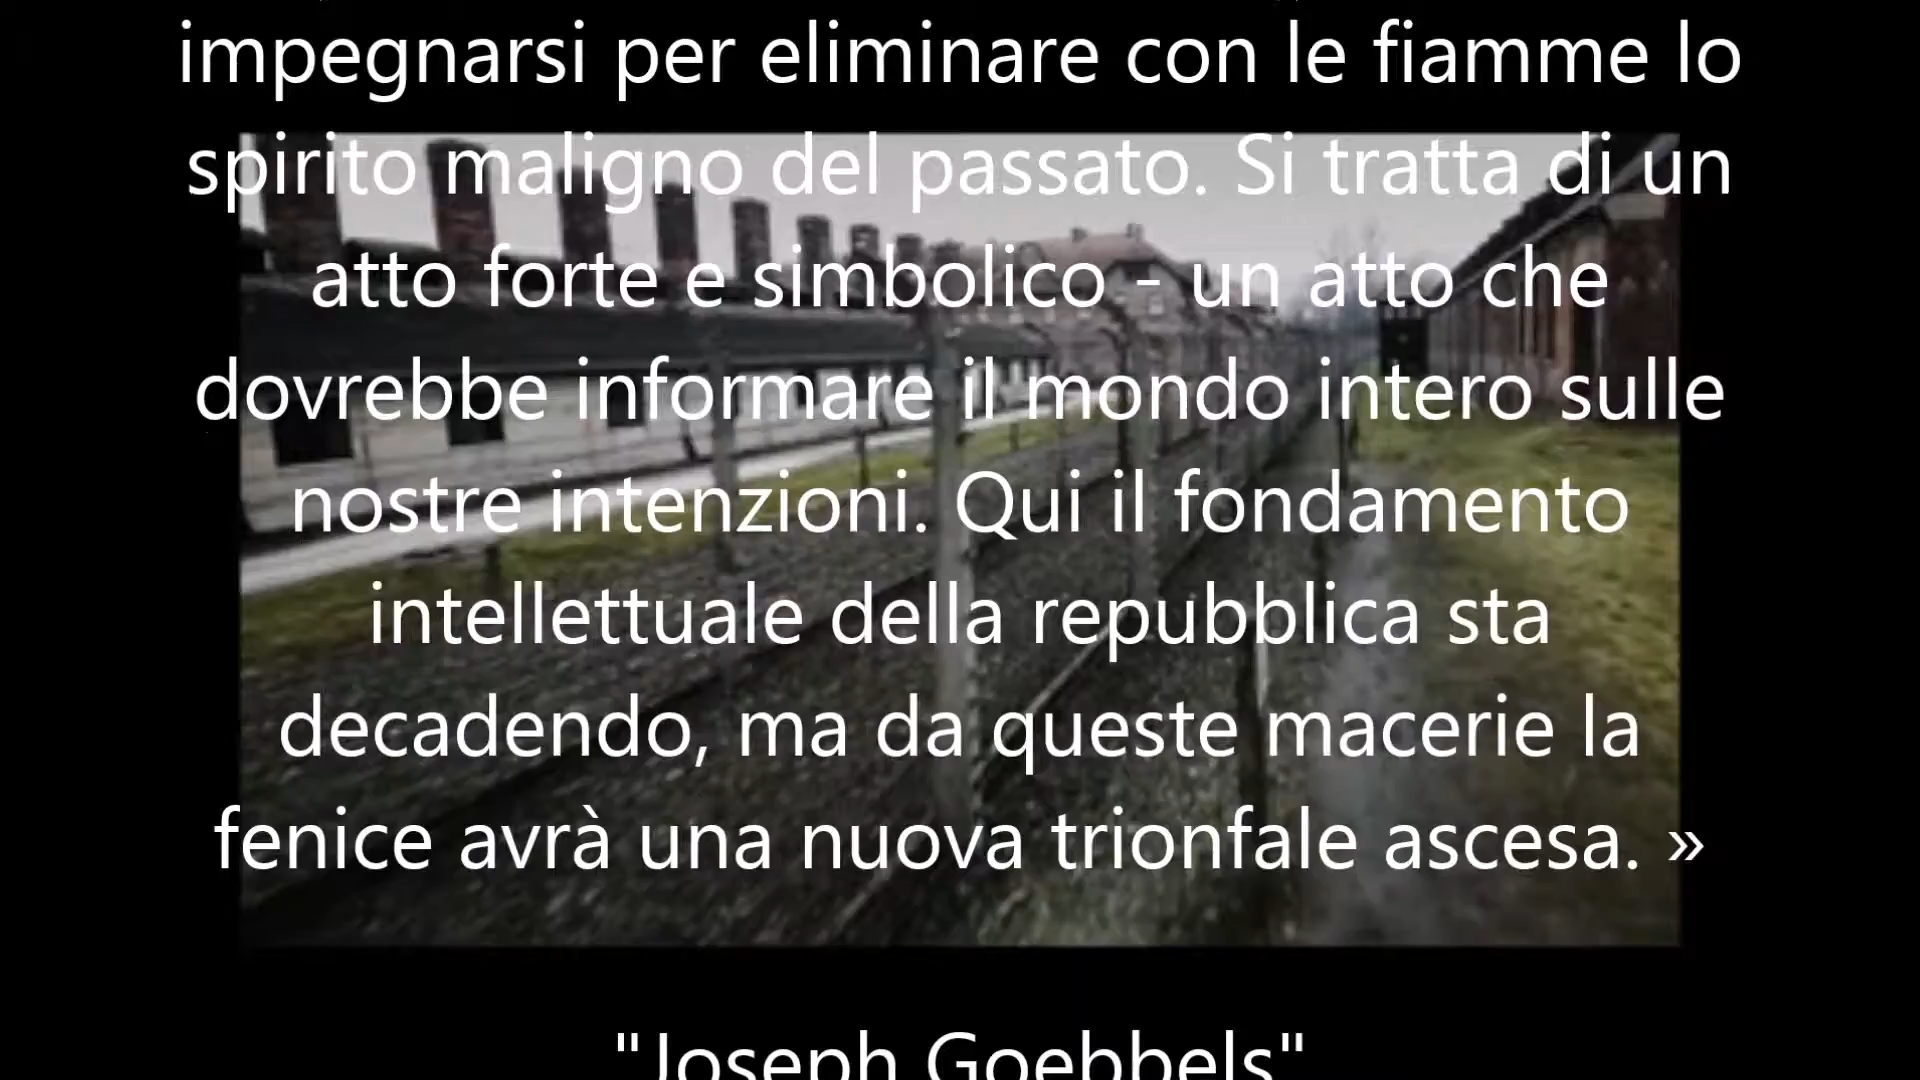 impegnarsi per eliminare con le fiamme lo
spirito maligno del passato. Si tratta di un
atto forte e simbolico - un atto che
dovrebbe informare il mondo intero sulle
nostre intenzioni. Qui il fondamento
intellettuale della repubblica sta
decadendo, ma da queste macerie la
fenice avrà una nuova trionfale ascesa. »
"Joseph Goebbels"